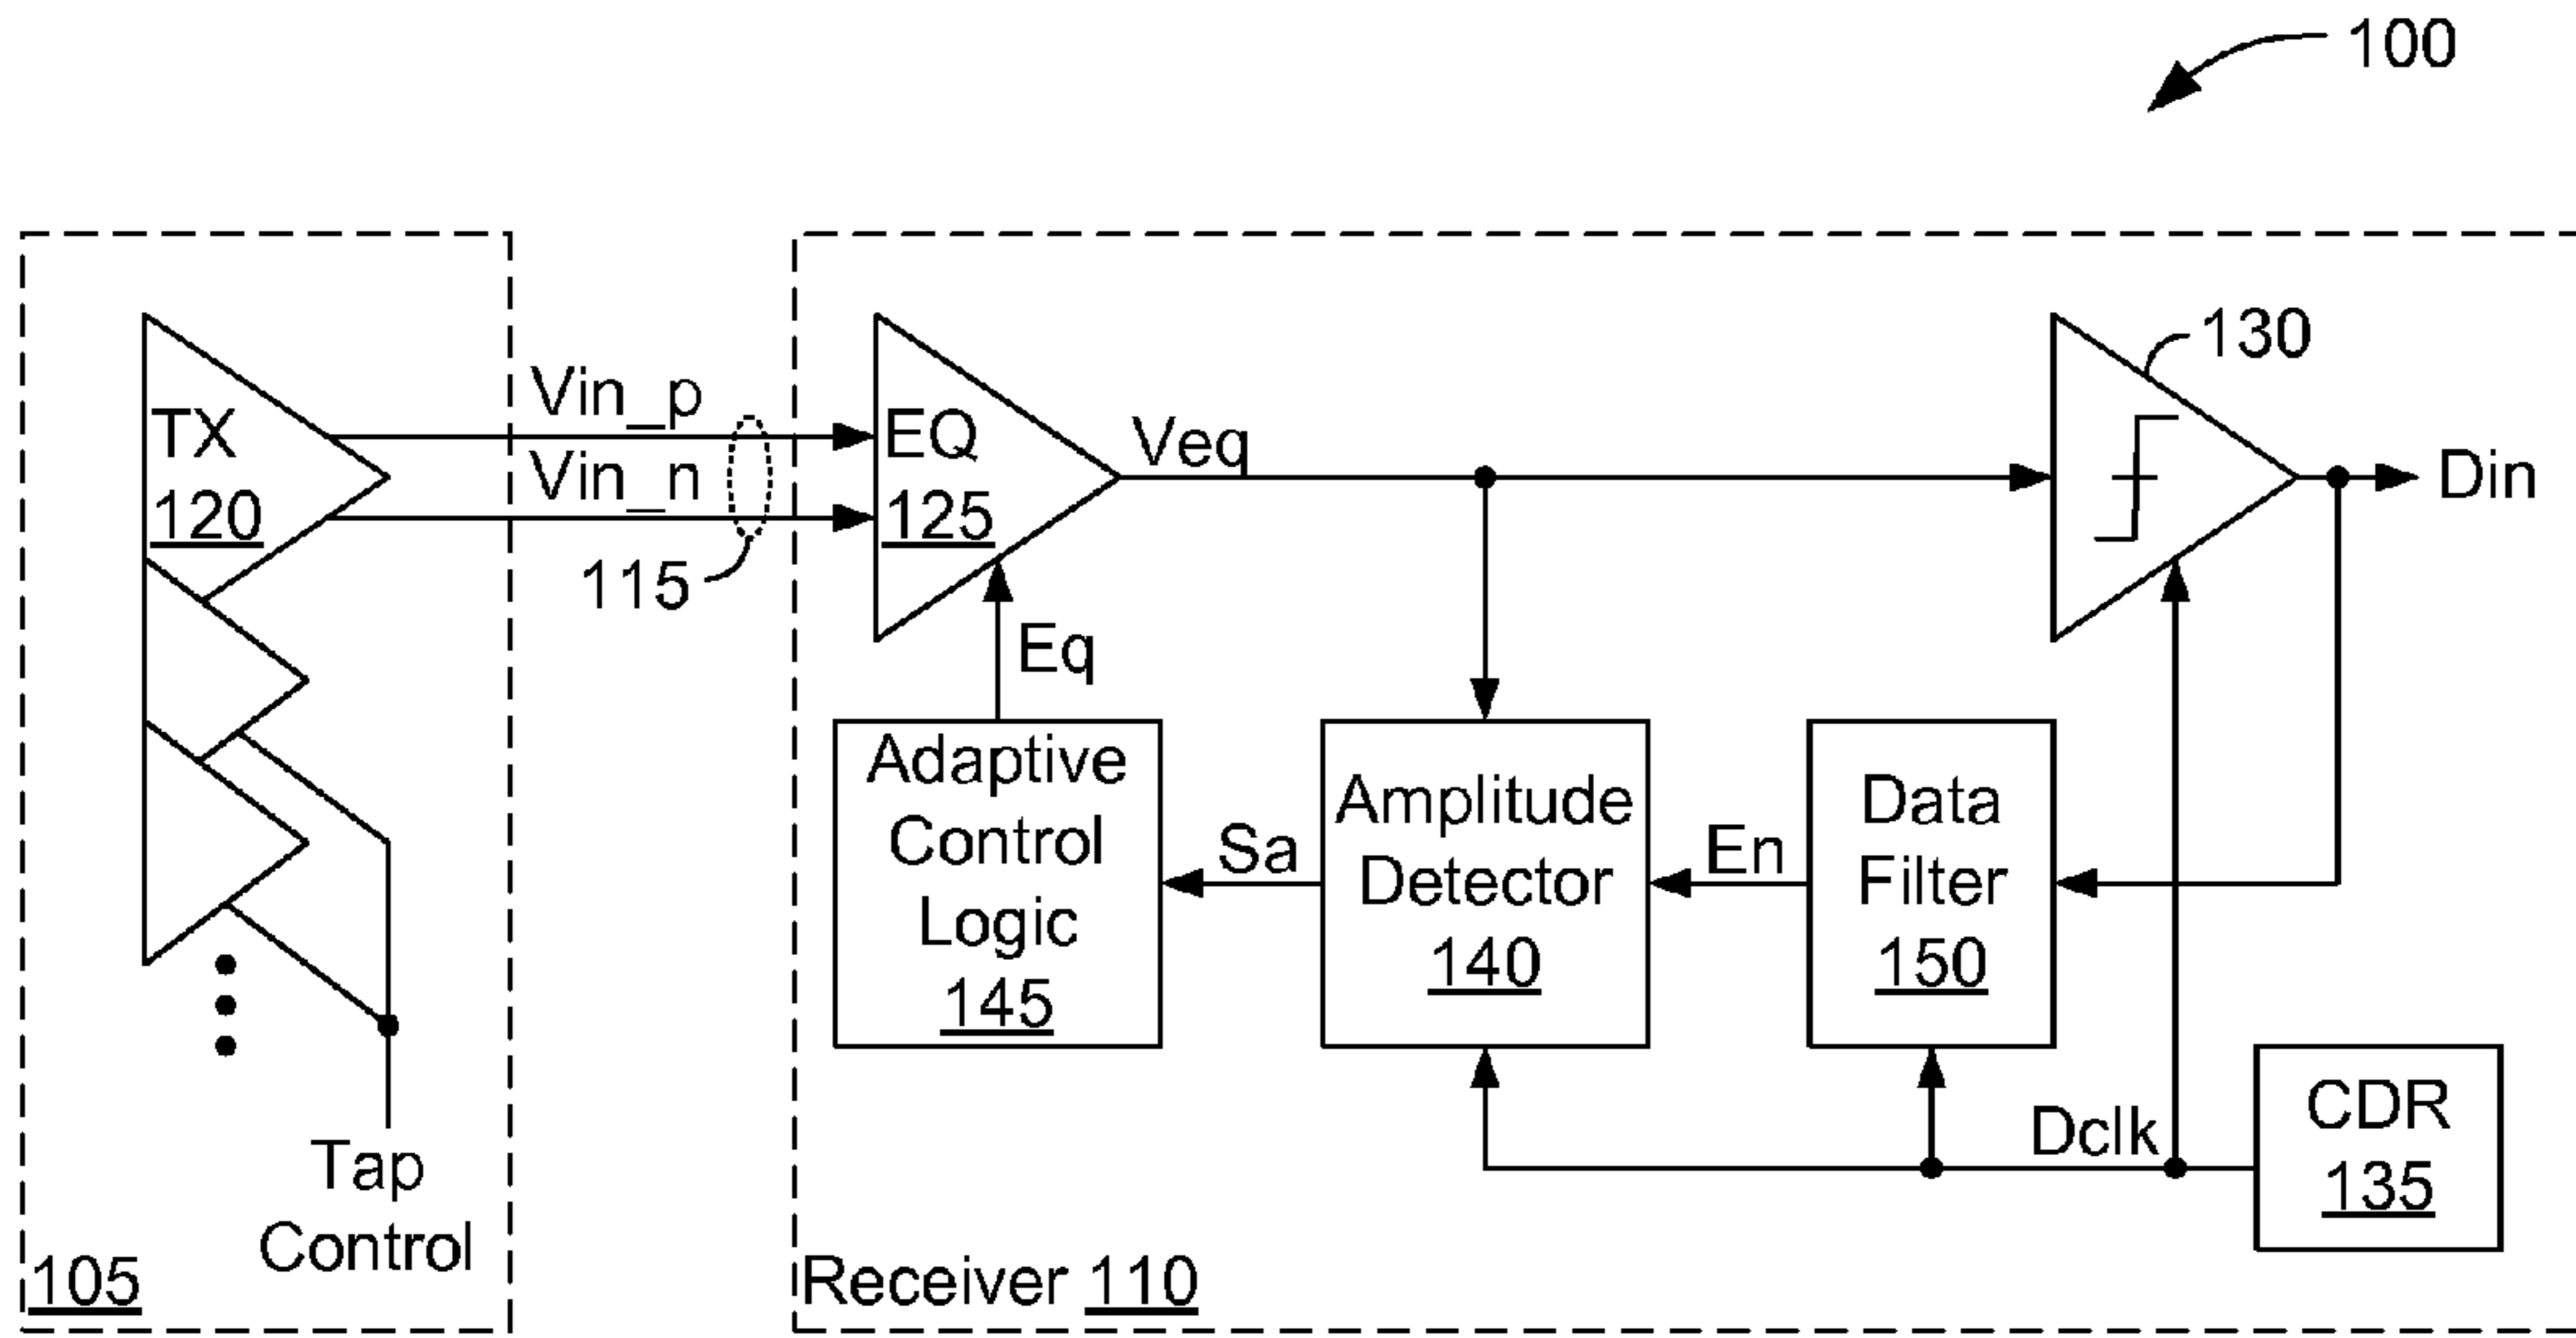 100
TX
120
Vin_p
Vin_n
115
EQ
125
Veq
130
Din
Eq
Adaptive
Control
Logic
145
Sa
Amplitude
Detector
140
En
Data
Filter
150
Dclk
CDR
135
Tap
Control
105
Receiver 110